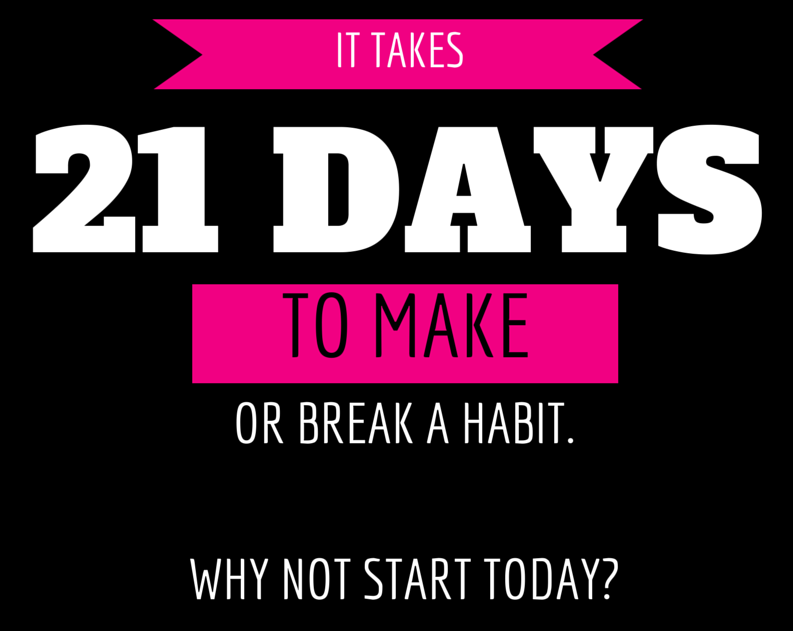 IT TAKES
21 DAYS
TO MAKE
OR BREAK A HABIT.
WHY NOT START TODAY?